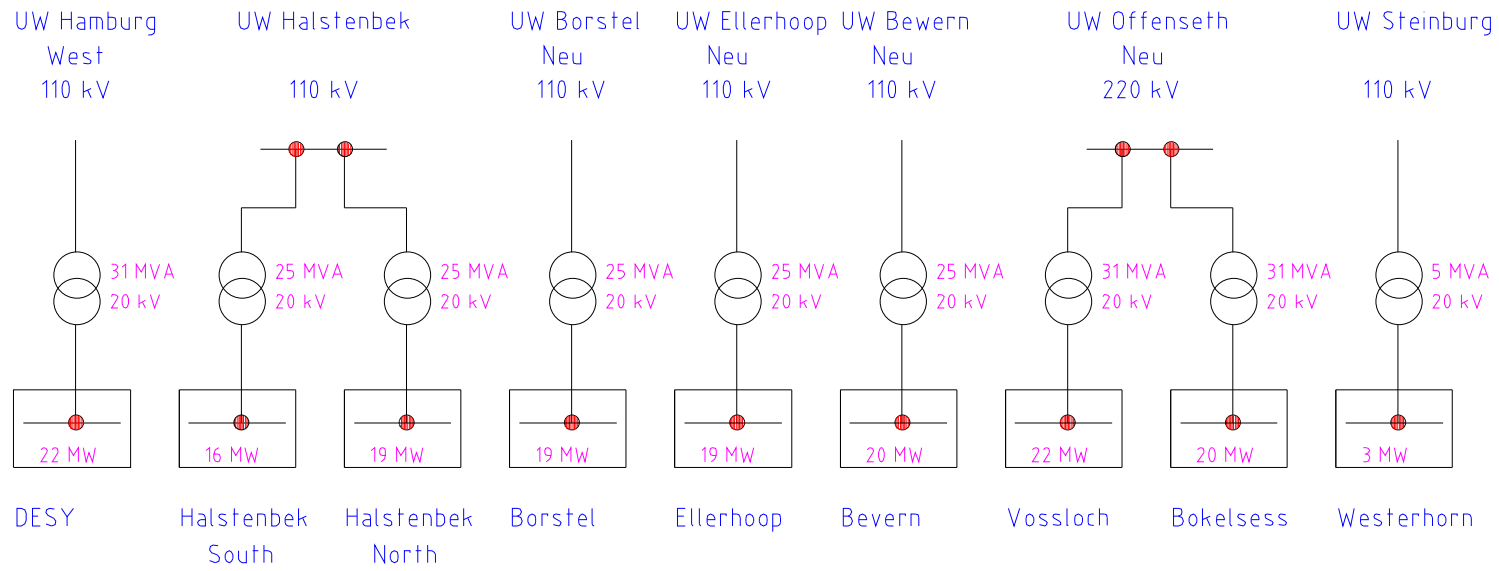 UW Hamburg
West
110 kV
UW Halstenbek
110 kV
UW Borstel
Neu
110 kV
UW Ellerhoop
Neu
110 kV
UW Bewern
Neu
110 kV
UW Offenseth
Neu
220 kV
UW Steinburg
110 kV
31 MVA
20 kV
25 MVA
20 kV
25 MVA
20 kV
25 MVA
20 kV
25 MVA
20 kV
25 MVA
20 kV
31 MVA
20 kV
31 MVA
20 kV
5 MVA
20 kV
22 MW
16 MW
19 MW
19 MW
19 MW
20 MW
22 MW
20 MW
3 MW
DESY
Halstenbek
South
Halstenbek
North
Borstel
Ellerhoop
Bevern
Vossloch
Bokelsess
Westerhorn